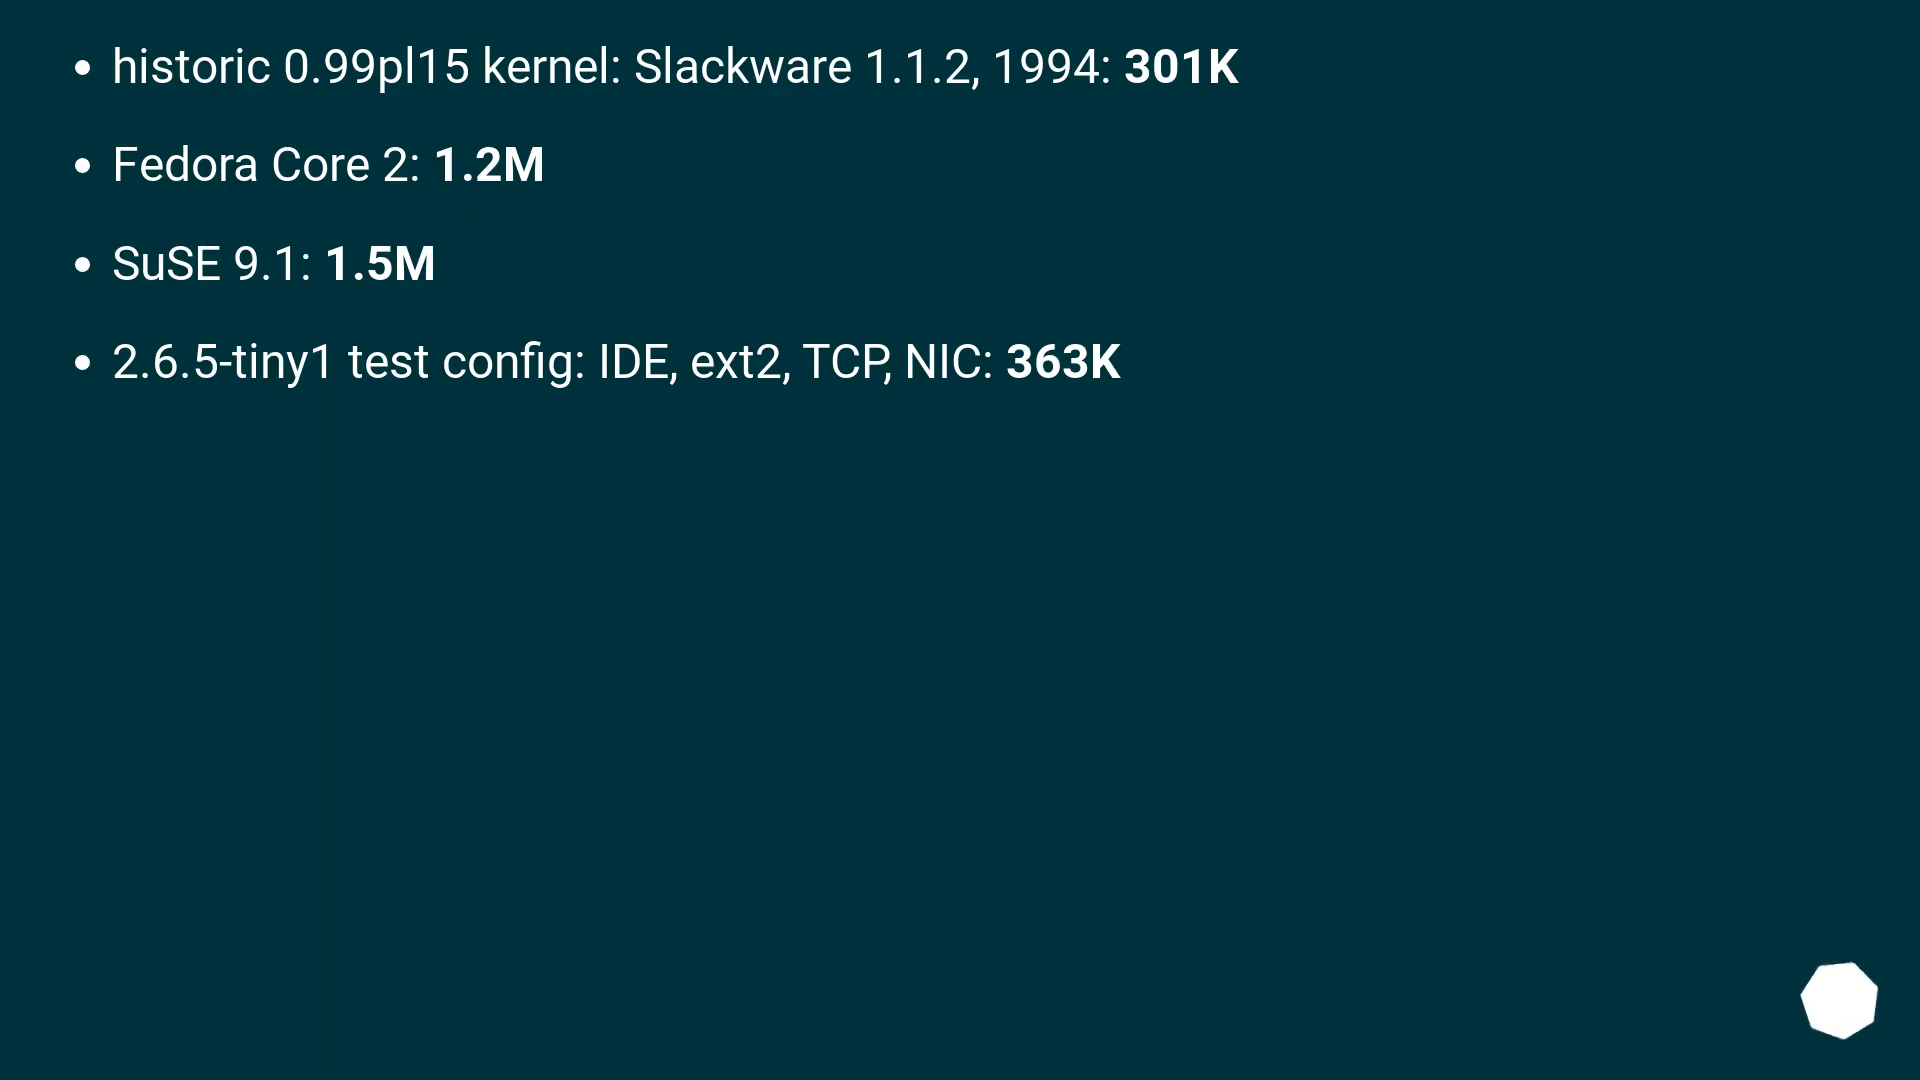 • historic 0.99pl15 kernel: Slackware 1.1.2, 1994: 301K
• Fedora Core 2: 1.2M
• SuSE 9.1: 1.5M
• 2.6.5-tiny1 test config: IDE, ext2, TCP, NIC: 363K